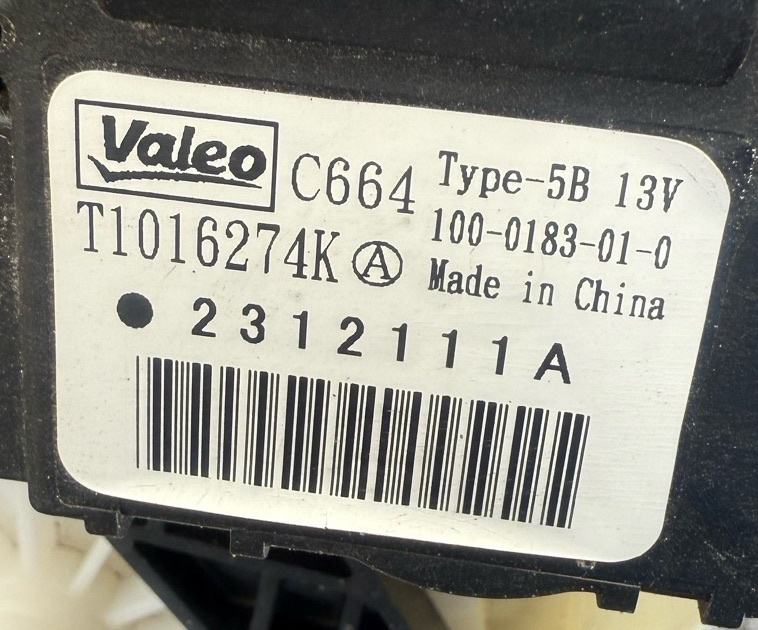 Valeo C664 Type-5B 13V
T1016274K Ⓐ 100-0183-01-0
Made in China
● 2312111A